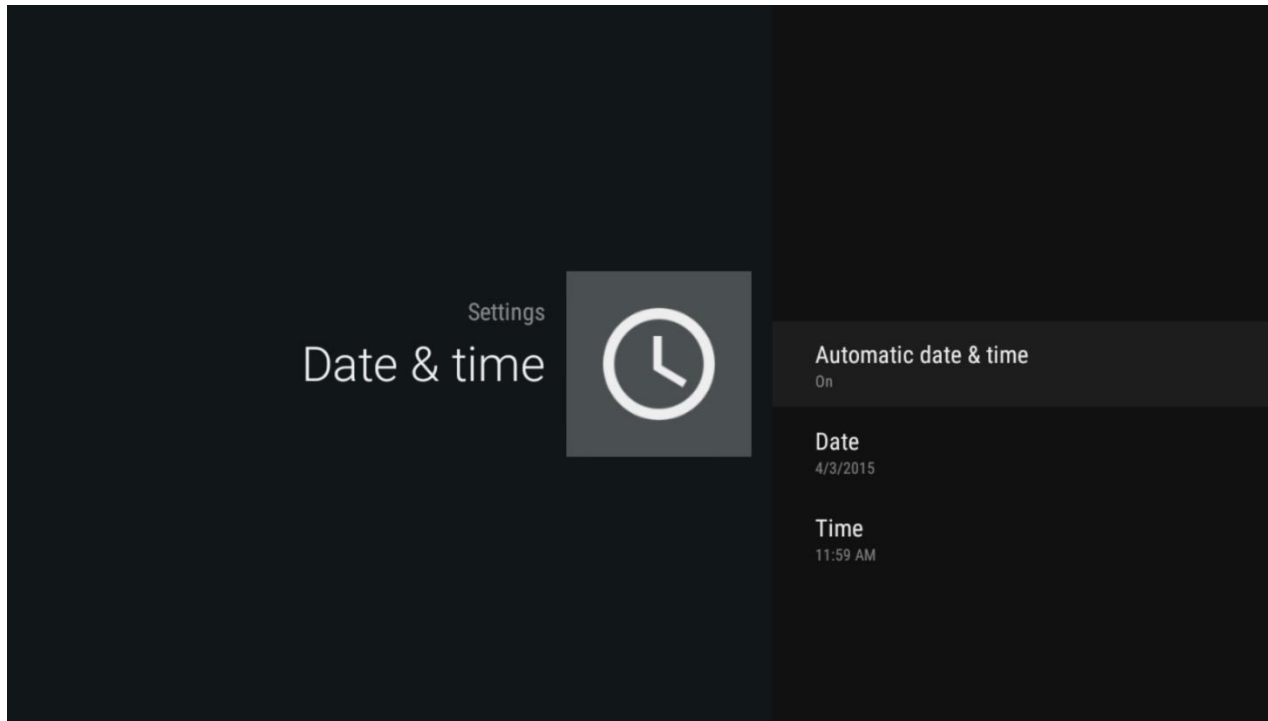 Settings
Date & time
Automatic date & time
On
Date
4/3/2015
Time
11:59 AM